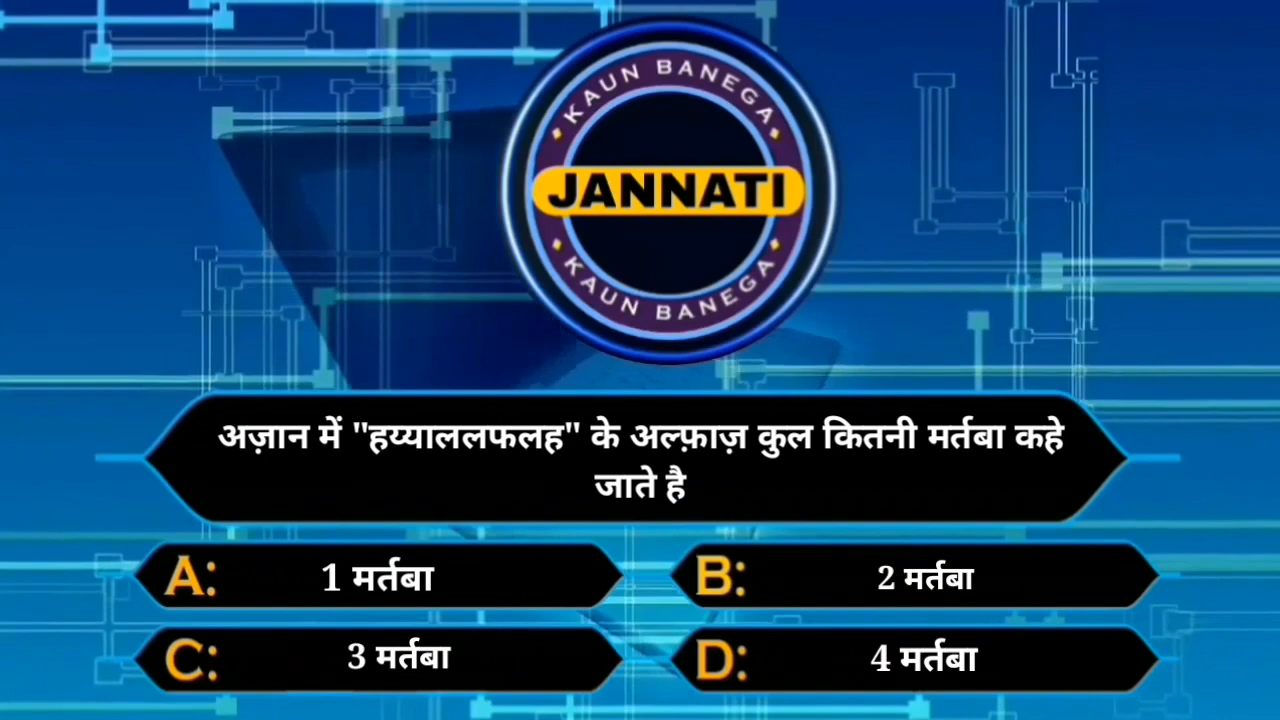 KAUN BANEGA
JANNATI
KAUN BANEGA
अज़ान में "हय्याललफलह" के अल्फ़ाज़ कुल कितनी मर्तबा कहे
जाते है
A: 1 मर्तबा
B: 2 मर्तबा
C: 3 मर्तबा
D: 4 मर्तबा